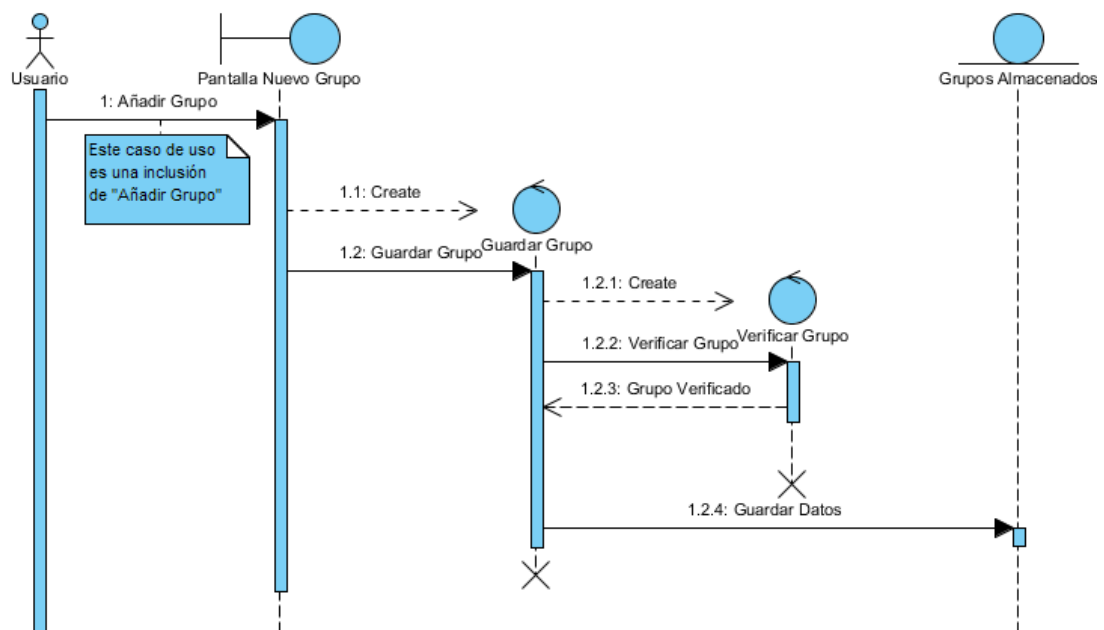 Usuario
Pantalla Nuevo Grupo
Grupos Almacenados
1: Añadir Grupo
Este caso de uso
es una inclusión
de "Añadir Grupo"
1.1: Create
Guardar Grupo
1.2: Guardar Grupo
1.2.1: Create
Verificar Grupo
1.2.2: Verificar Grupo
1.2.3: Grupo Verificado
1.2.4: Guardar Datos